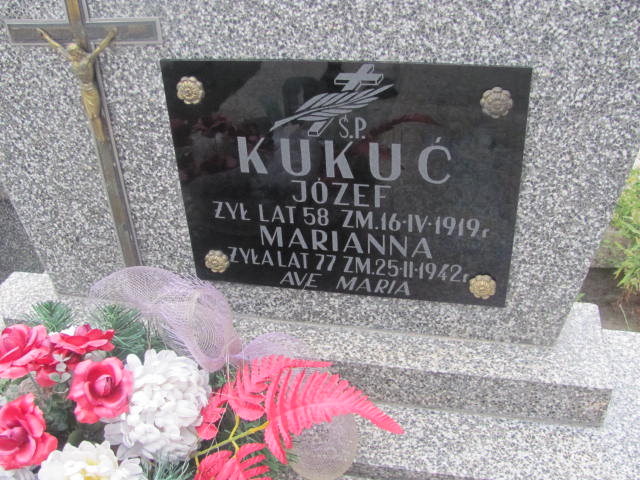 Ś.P.
KUKUĆ
JÓZEF
ŻYŁ LAT 58 ZM.16-IV-1919r.
MARIANNA
ŻYŁA LAT 77 ZM.25-II-1942r.
AVE MARIA